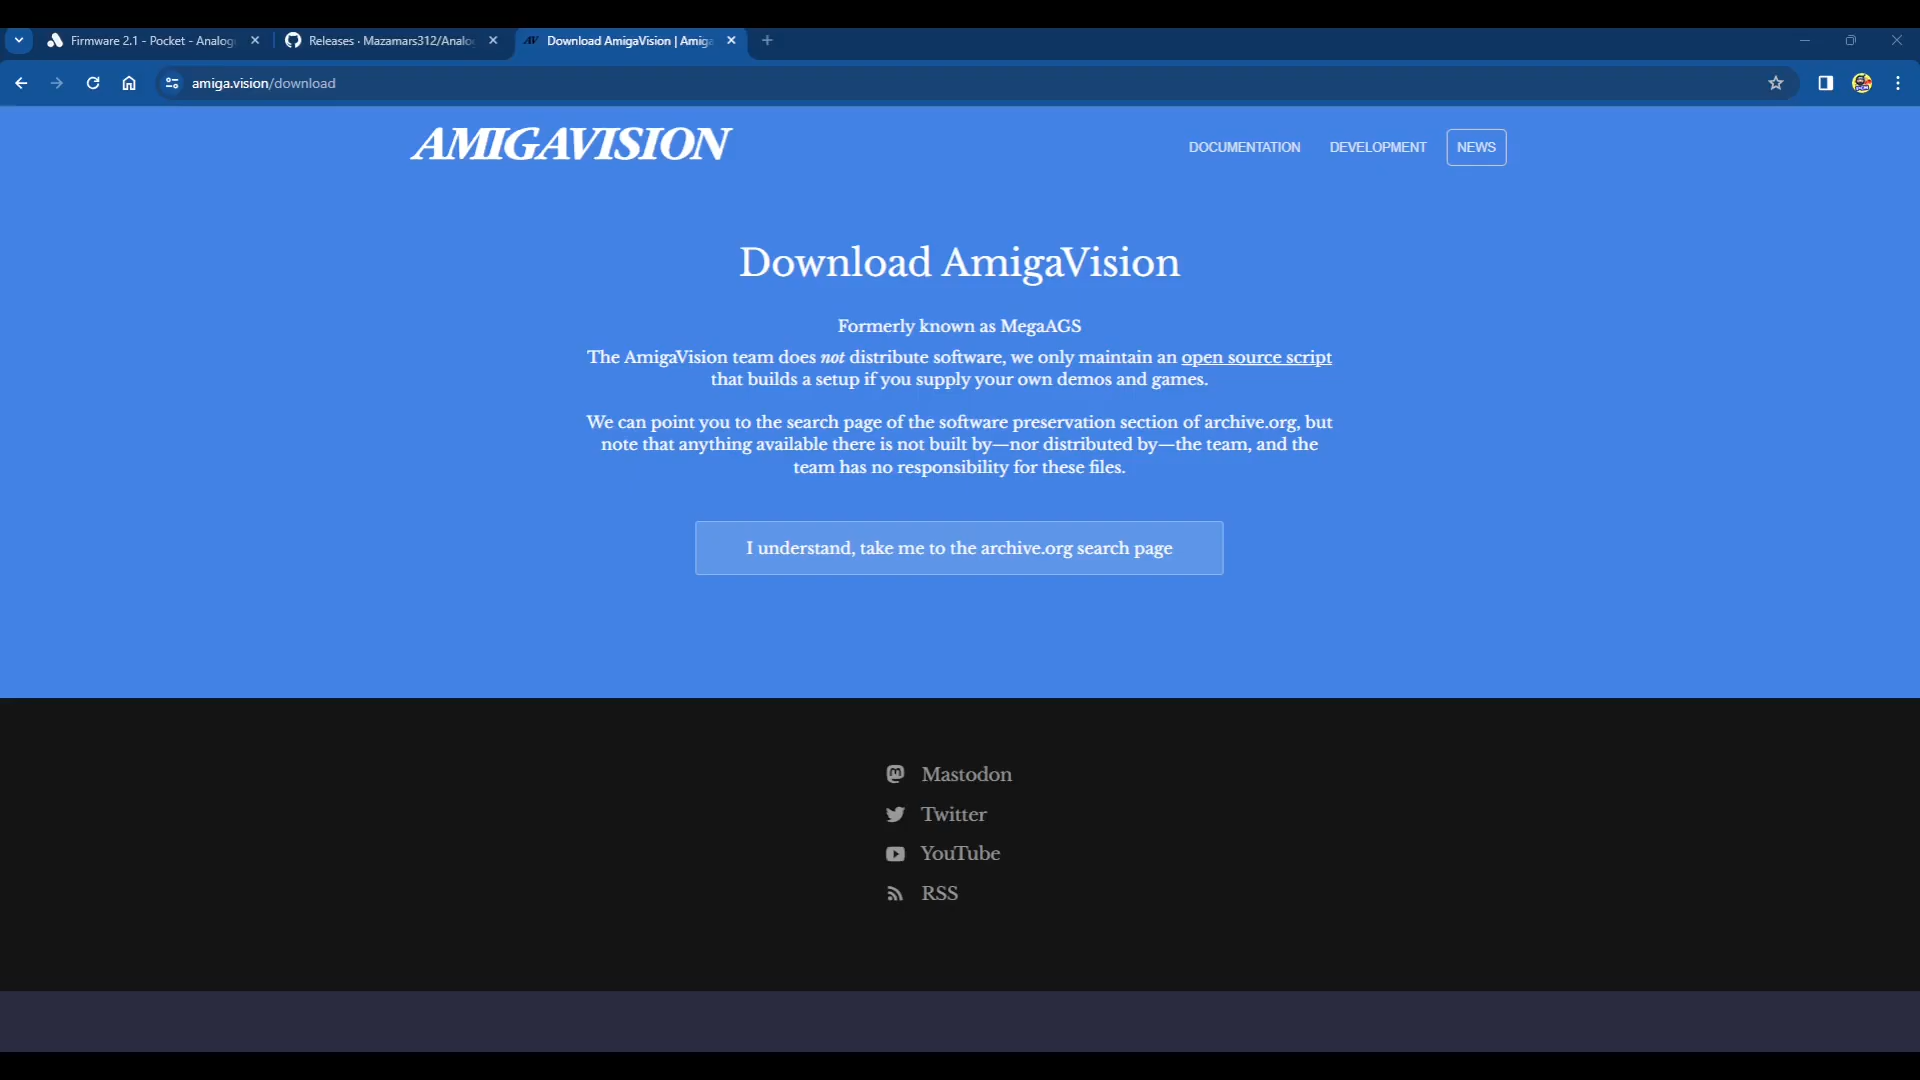 Firmware 2.1 - Pocket - Analog
Releases · Mazamars312/Analo
AV Download AmigaVision | Amiga
amiga.vision/download
AMIGAVISION
DOCUMENTATION
DEVELOPMENT
NEWS
Download AmigaVision
Formerly known as MegaAGS
The AmigaVision team does not distribute software, we only maintain an open source script
that builds a setup if you supply your own demos and games.
We can point you to the search page of the software preservation section of archive.org, but
note that anything available there is not built by—nor distributed by—the team, and the
team has no responsibility for these files.
I understand, take me to the archive.org search page
Mastodon
Twitter
YouTube
RSS